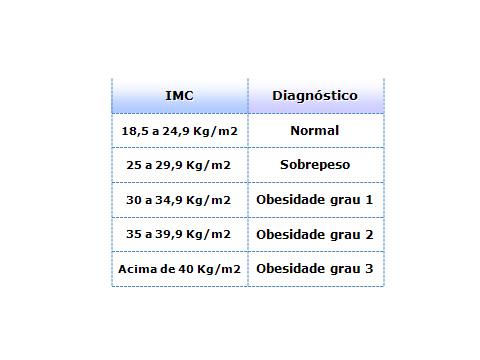 IMC Diagnóstico
18,5 a 24,9 Kg/m2 Normal
25 a 29,9 Kg/m2 Sobrepeso
30 a 34,9 Kg/m2 Obesidade grau 1
35 a 39,9 Kg/m2 Obesidade grau 2
Acima de 40 Kg/m2 Obesidade grau 3